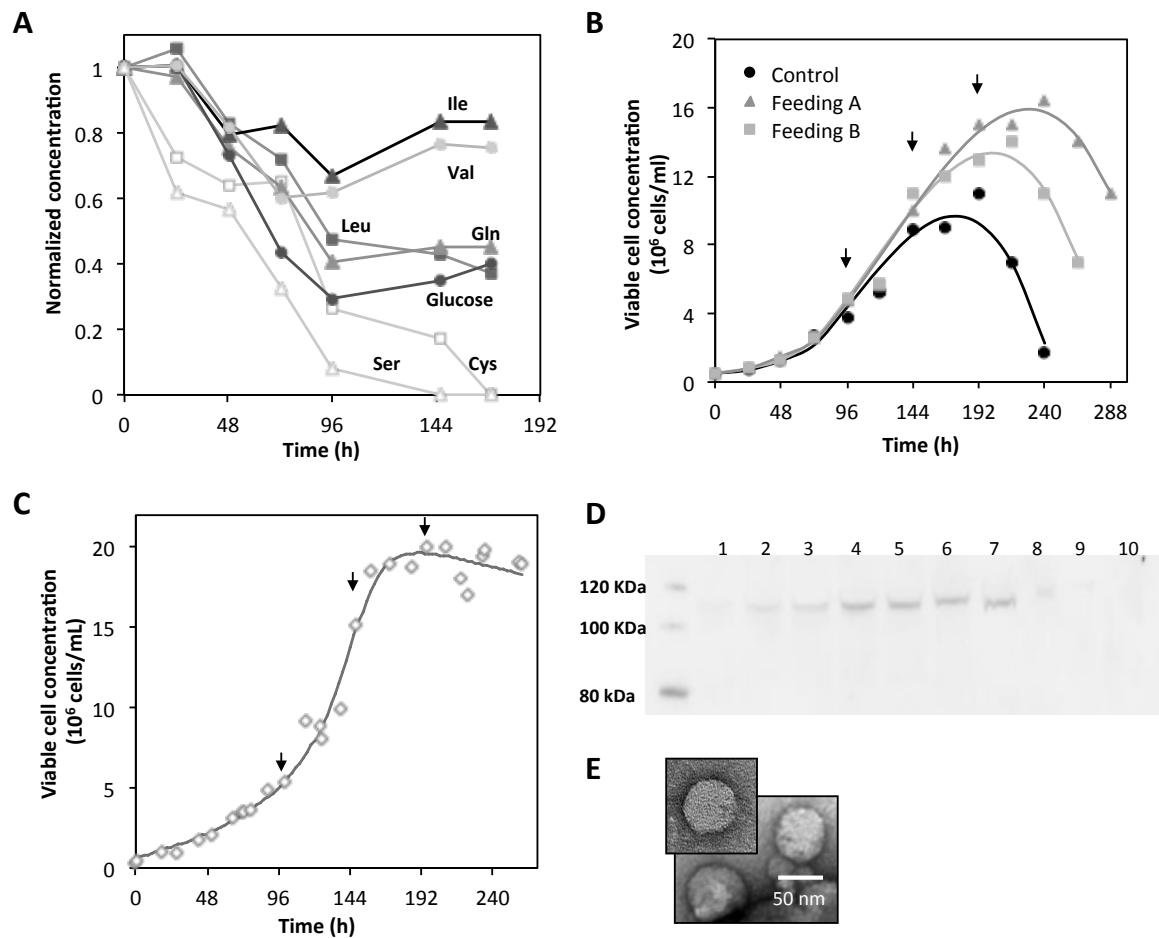 A
Normalized concentration
1
0.8
0.6
0.4
0.2
0
0 48 96 144 192
Time (h)
Ile
Val
Leu
Gln
Glucose
Ser
Cys
B
Viable cell concentration
(10⁶ cells/ml)
20
16
12
8
4
0
0 48 96 144 192 240 288
Time (h)
Control
Feeding A
Feeding B
C
Viable cell concentration
(10⁶ cells/mL)
20
15
10
5
0
0 48 96 144 192 240
Time (h)
D
1 2 3 4 5 6 7 8 9 10
120 KDa
100 KDa
80 kDa
E
50 nm